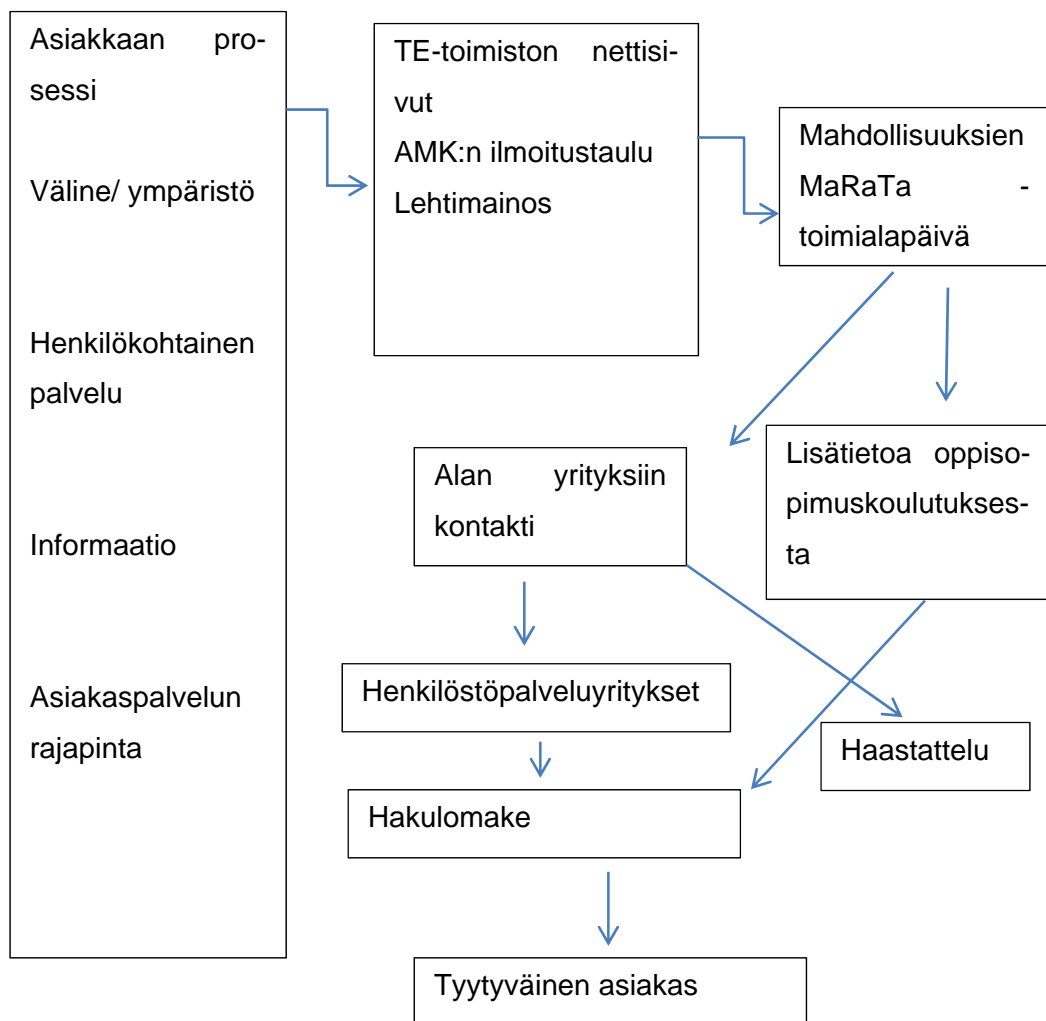 Asiakkaan pro-
sessi
Väline/ ympäristö
Henkilökohtainen
palvelu
Informaatio
Asiakaspalvelun
rajapinta
TE-toimiston nettisi-
vut
AMK:n ilmoitustaulu
Lehtimainos
Mahdollisuuksien
MaRaTa -
toimialapäivä
Alan yrityksiin
kontakti
Lisätietoa oppiso-
pimuskoulutukses-
ta
Henkilöstöpalveluyritykset
Haastattelu
Hakulomake
Tyytyväinen asiakas